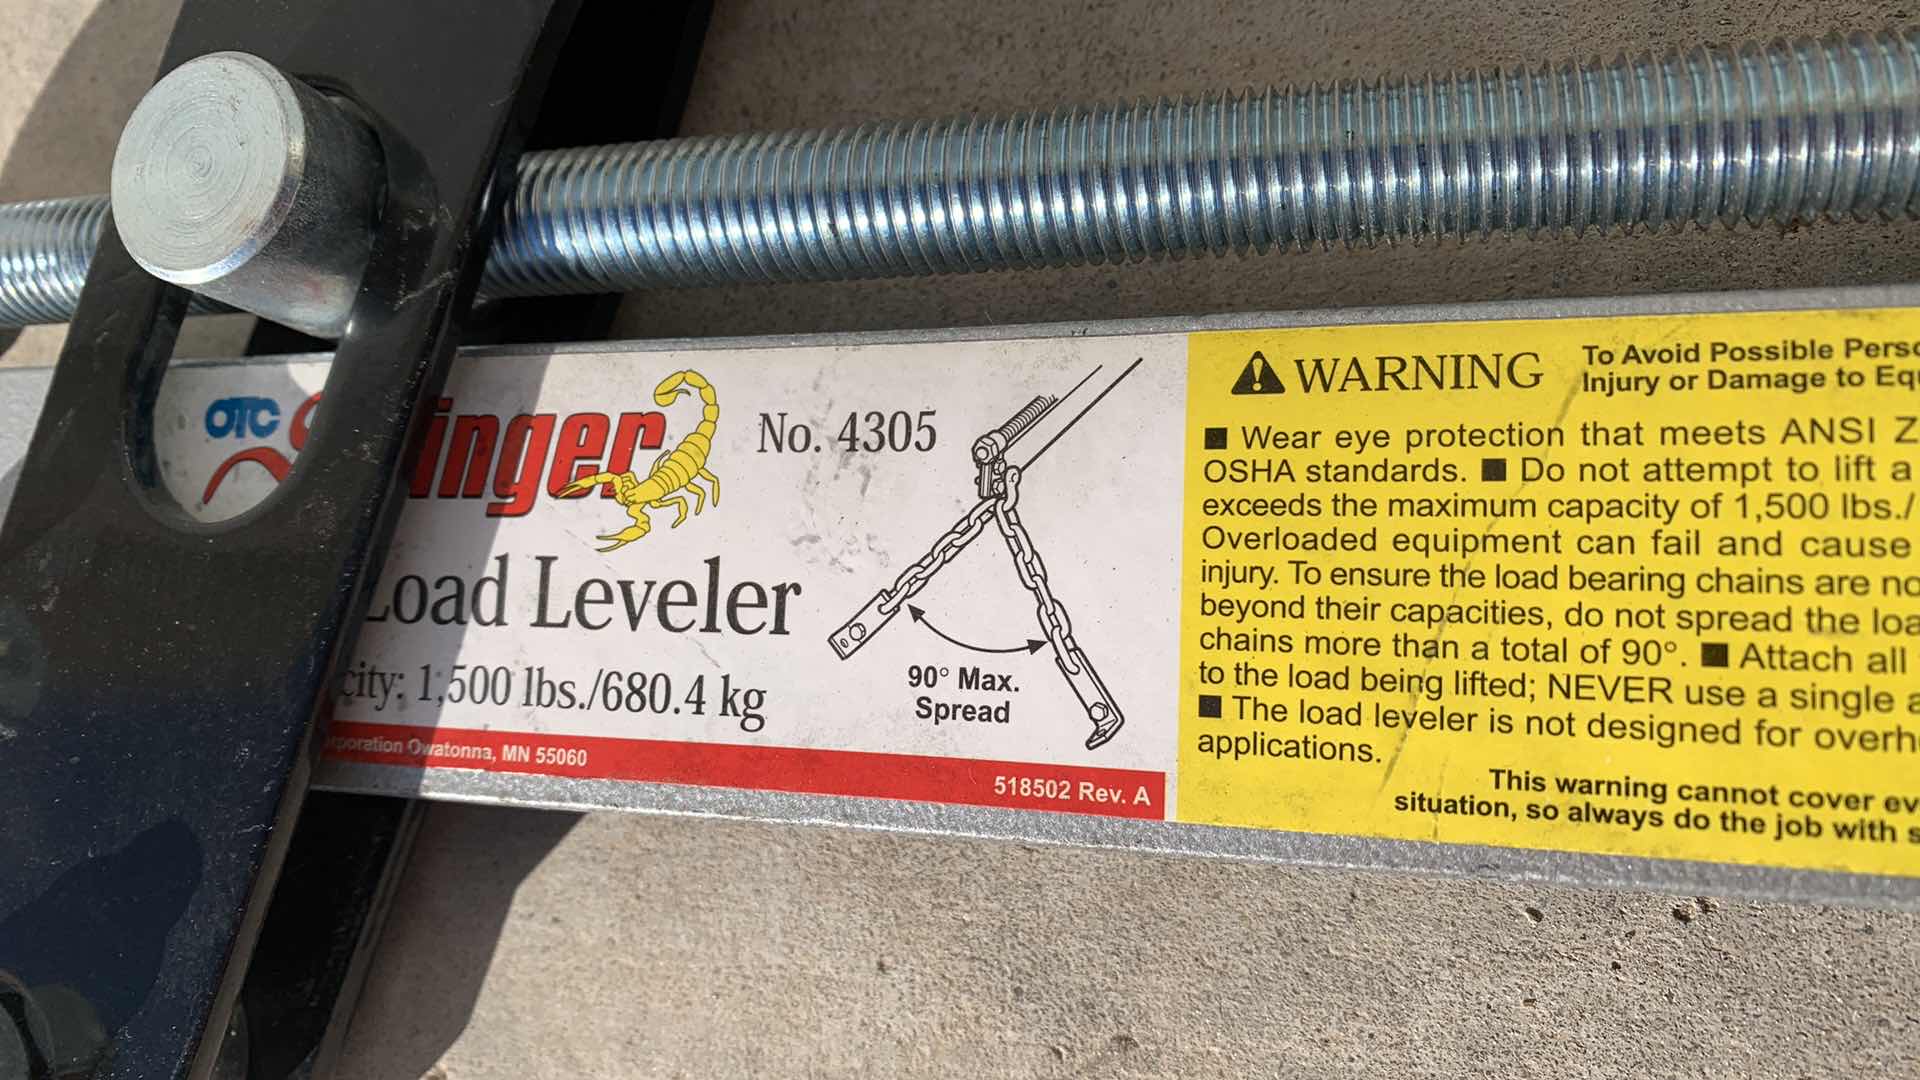 OTC
inger
No. 4305
Load Leveler
city: 1,500 lbs./680.4 kg
90° Max.
Spread
poration Owatonna, MN 55060
518502 Rev. A
WARNING
To Avoid Possible Perso
Injury or Damage to Equ
■ Wear eye protection that meets ANSI Z
OSHA standards. ■ Do not attempt to lift a
exceeds the maximum capacity of 1,500 lbs./
Overloaded equipment can fail and cause
injury. To ensure the load bearing chains are no
beyond their capacities, do not spread the loa
chains more than a total of 90°. ■ Attach all
to the load being lifted; NEVER use a single a
■ The load leveler is not designed for overh
applications.
This warning cannot cover ev
situation, so always do the job with s